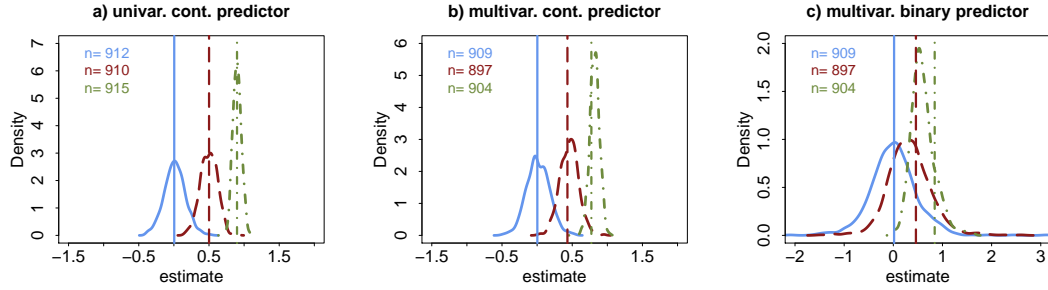 a) univar. cont. predictor
n= 912
n= 910
n= 915
Density
0 1 2 3 4 5 6 7
−1.5 −0.5 0.5 1.5
estimate
b) multivar. cont. predictor
n= 909
n= 897
n= 904
Density
0 1 2 3 4 5 6
−1.5 −0.5 0.5 1.5
estimate
c) multivar. binary predictor
n= 909
n= 897
n= 904
Density
0.0 0.5 1.0 1.5 2.0
−2 −1 0 1 2 3
estimate